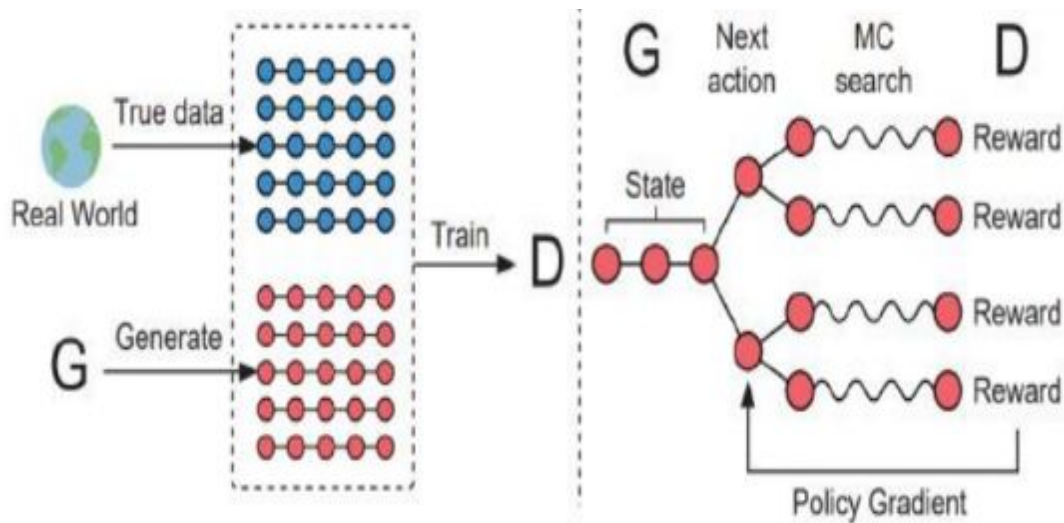 True data
Real World
G
Generate
Train
D
G
Next
action
MC
search
D
State
Reward
Reward
Reward
Reward
Policy Gradient